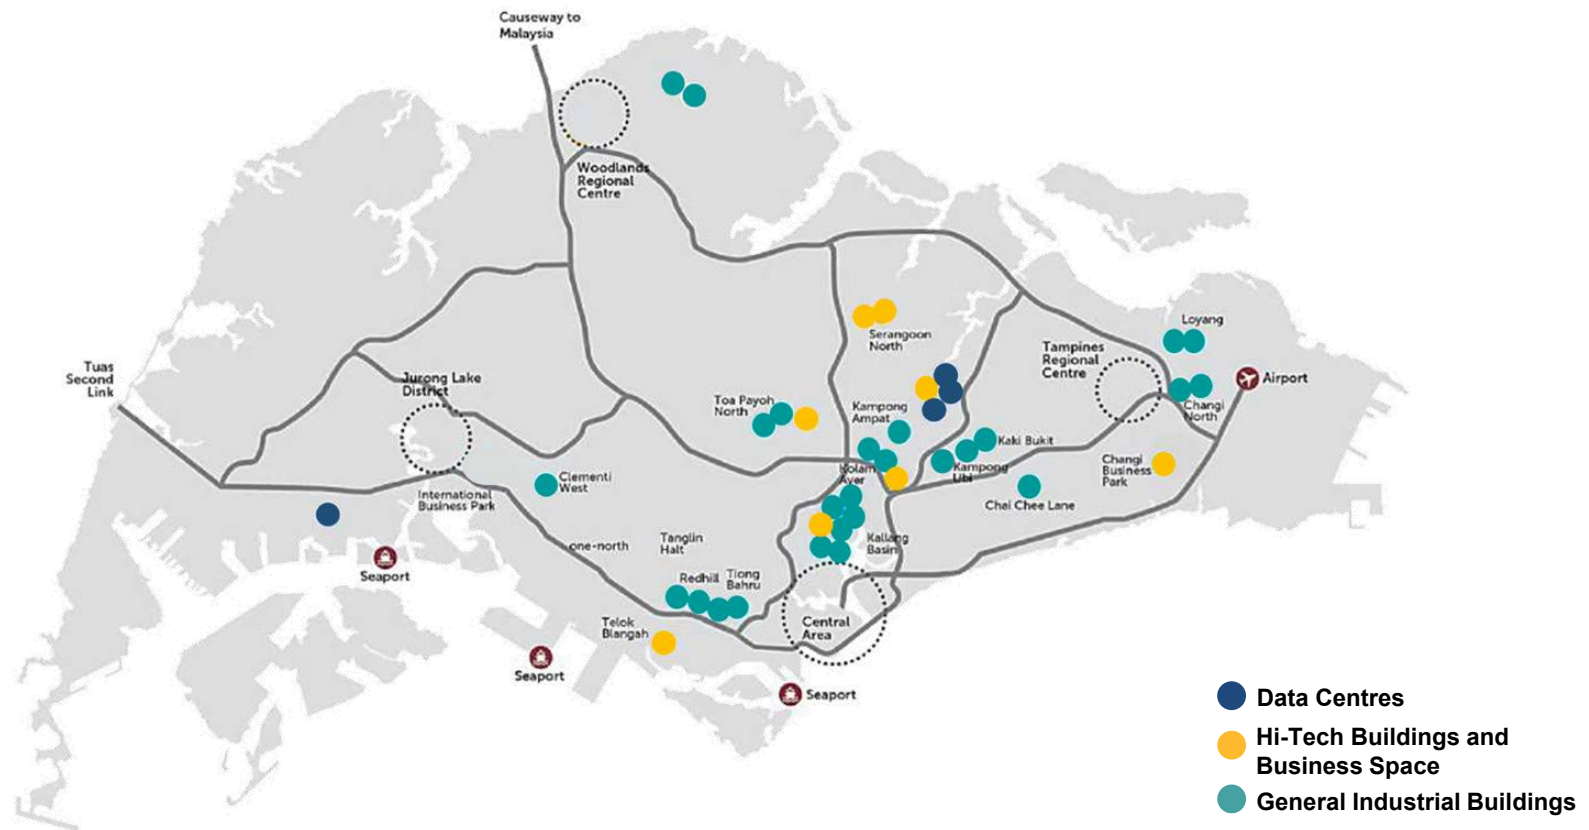 Causeway to
Malaysia
Woodlands
Regional
Centre
Serangoon
North
Loyang
Tampines
Regional
Centre
Airport
Tuas
Second
Link
Jurong Lake
District
Toa Payoh
North
Kampong
Ampat
Changi
North
Kaki Bukit
Kolam
Ayer
Kampong
Ubi
Changi
Business
Park
Clementi
West
International
Business Park
Chai Chee Lane
one-north
Tanglin
Halt
Kallang
Basin
Seaport
Redhill
Tiong
Bahru
Telok
Blangah
Central
Area
Seaport
Seaport
Data Centres
Hi-Tech Buildings and
Business Space
General Industrial Buildings